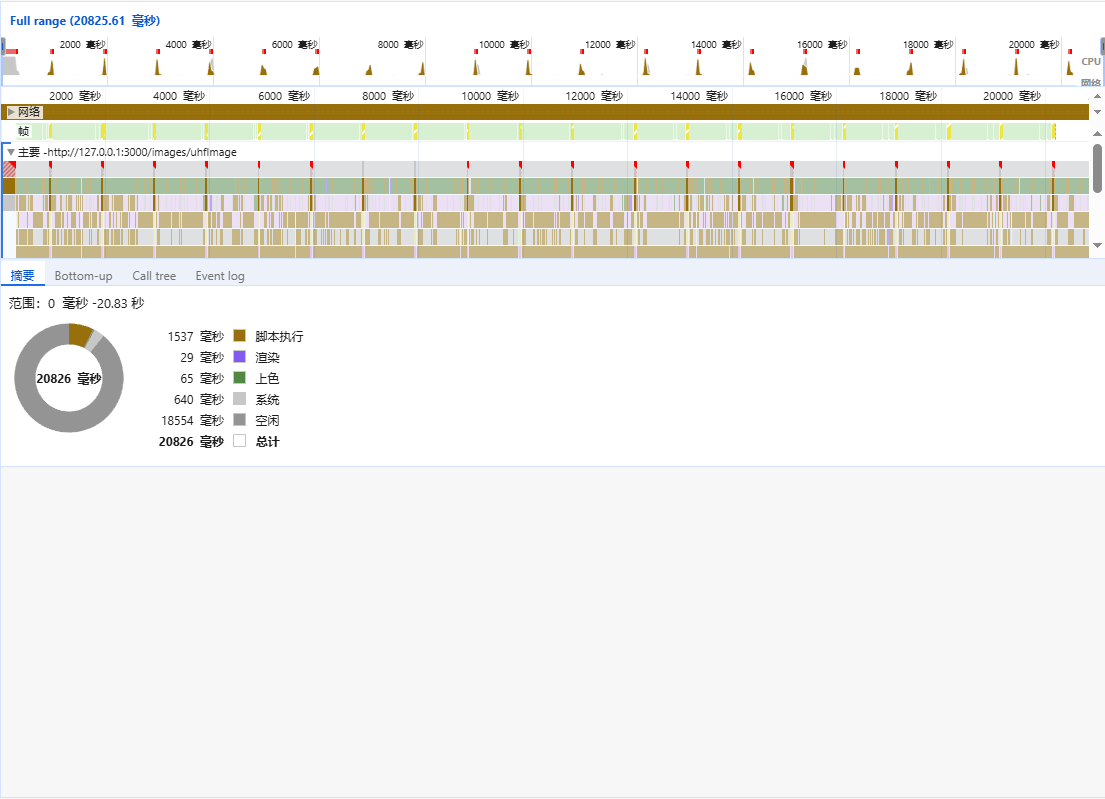 Full range (20825.61 毫秒)
2000 毫秒 4000 毫秒 6000 毫秒 8000 毫秒 10000 毫秒 12000 毫秒 14000 毫秒 16000 毫秒 18000 毫秒 20000 毫秒
CPU
网络
2000 毫秒 4000 毫秒 6000 毫秒 8000 毫秒 10000 毫秒 12000 毫秒 14000 毫秒 16000 毫秒 18000 毫秒 20000 毫秒
网络
帧
主要 -http://127.0.0.1:3000/images/uhfImage
摘要 Bottom-up Call tree Event log
范围：0 毫秒 -20.83 秒
1537 毫秒 脚本执行
29 毫秒 渲染
65 毫秒 上色
640 毫秒 系统
18554 毫秒 空闲
20826 毫秒 总计
20826 毫秒